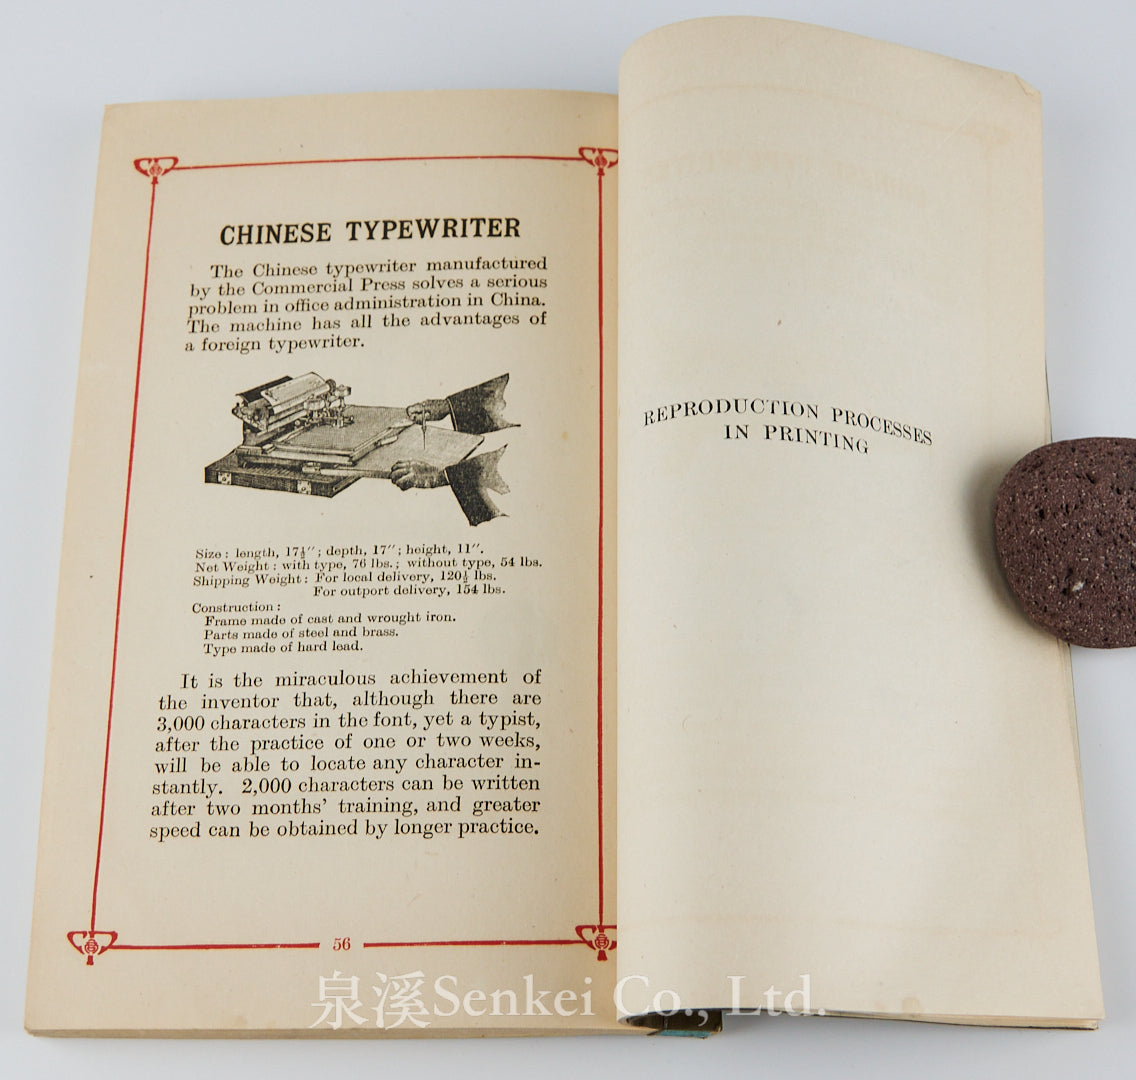 CHINESE TYPEWRITER
The Chinese typewriter manufactured
by the Commercial Press solves a serious
problem in office administration in China.
The machine has all the advantages of
a foreign typewriter.
Size: length, 17½″; depth, 17″; height, 11″.
Net Weight: with type, 76 lbs.; without type, 54 lbs.
Shipping Weight: For local delivery, 120½ lbs.
For outport delivery, 154 lbs.
Construction:
Frame made of cast and wrought iron.
Parts made of steel and brass.
Type made of hard lead.
It is the miraculous achievement of
the inventor that, although there are
3,000 characters in the font, yet a typist,
after the practice of one or two weeks,
will be able to locate any character in-
stantly. 2,000 characters can be written
after two months' training, and greater
speed can be obtained by longer practice.
56
REPRODUCTION PROCESSES
IN PRINTING
泉溪Senkei Co., Ltd.